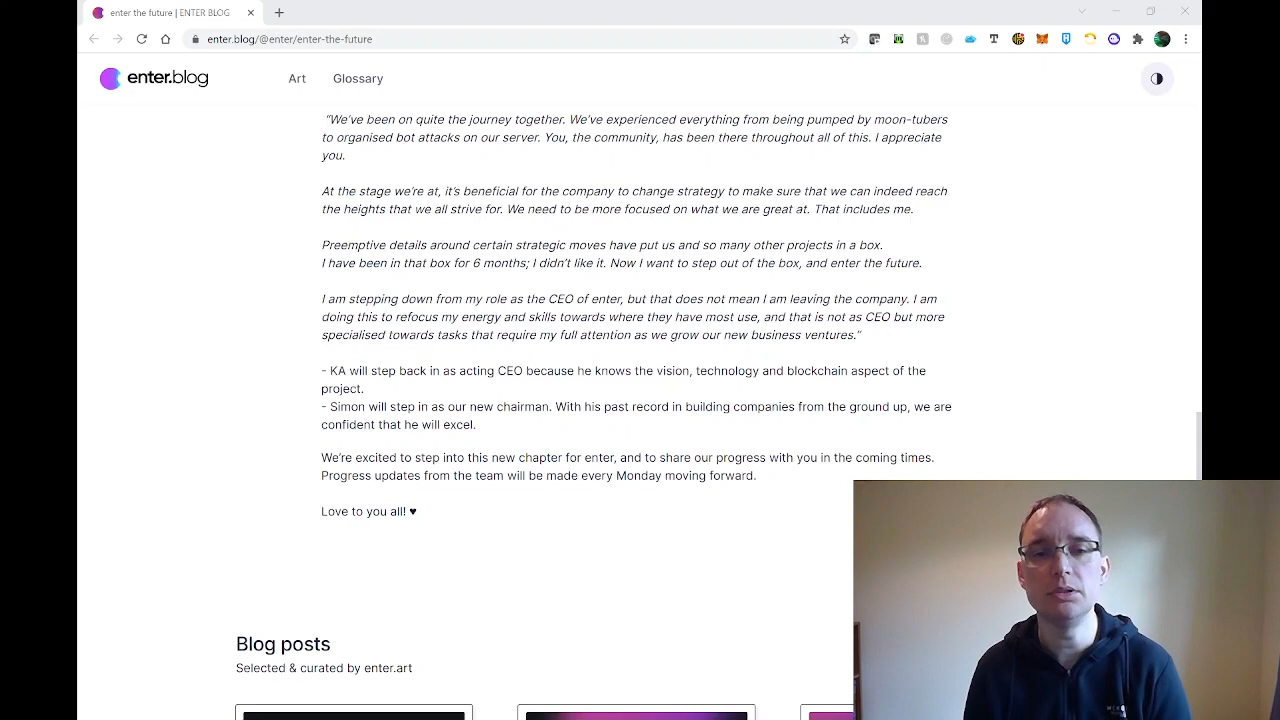 enter the future | ENTER BLOG
enter.blog/@enter/enter-the-future
enter.blog
Art
Glossary
“We’ve been on quite the journey together. We’ve experienced everything from being pumped by moon-tubers
to organised bot attacks on our server. You, the community, has been there throughout all of this. I appreciate
you.
At the stage we’re at, it’s beneficial for the company to change strategy to make sure that we can indeed reach
the heights that we all strive for. We need to be more focused on what we are great at. That includes me.
Preemptive details around certain strategic moves have put us and so many other projects in a box.
I have been in that box for 6 months; I didn’t like it. Now I want to step out of the box, and enter the future.
I am stepping down from my role as the CEO of enter, but that does not mean I am leaving the company. I am
doing this to refocus my energy and skills towards where they have most use, and that is not as CEO but more
specialised towards tasks that require my full attention as we grow our new business ventures.”
- KA will step back in as acting CEO because he knows the vision, technology and blockchain aspect of the
project.
- Simon will step in as our new chairman. With his past record in building companies from the ground up, we are
confident that he will excel.
We’re excited to step into this new chapter for enter, and to share our progress with you in the coming times.
Progress updates from the team will be made every Monday moving forward.
Love to you all! ♥
Blog posts
Selected & curated by enter.art